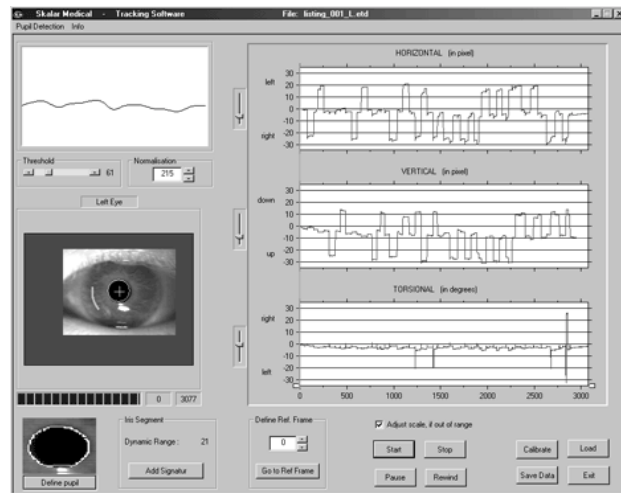 Skalar Medical - Tracking Software File: listing_001_L.etd
Pupil Detection Info
HORIZONTAL (in pixel)
left
right
30
20
10
0
-10
-20
-30
Threshold
61
Normalisation
215
Left Eye
VERTICAL (in pixel)
down
up
30
20
10
0
-10
-20
-30
TORSIONAL (in degrees)
right
left
30
20
10
0
-10
-20
-30
0 500 1000 1500 2000 2500 3000
0 3077
Define pupil
Iris Segment
Dynamic Range : 21
Add Signatur
Define Ref. Frame
0
Go to Ref Frame
Adjust scale, if out of range
Start Stop Calibrate Load
Pause Rewind Save Data Exit